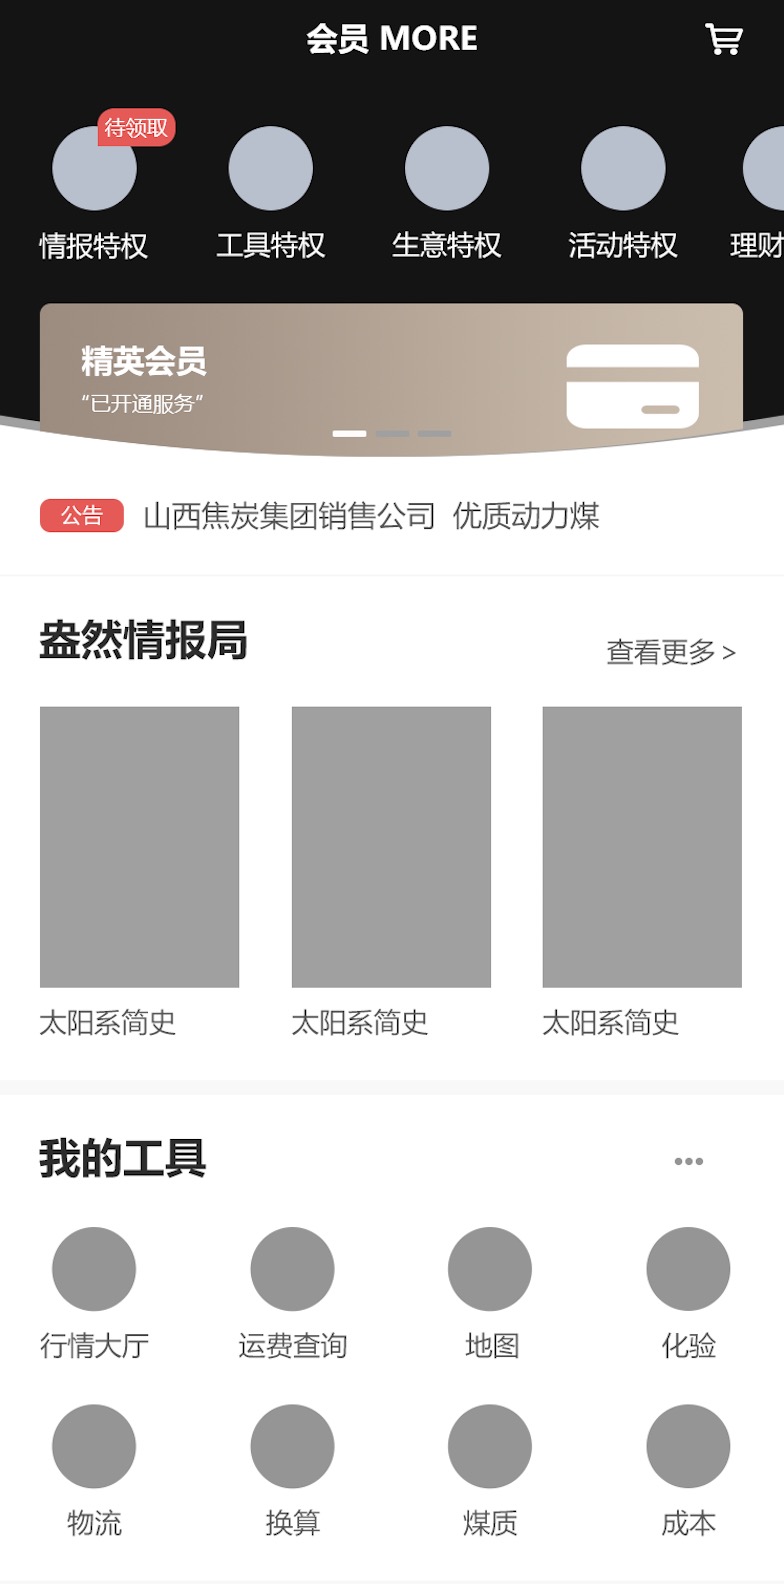 会员 MORE
待领取
情报特权 工具特权 生意特权 活动特权 理财
精英会员
“已开通服务”
公告 山西焦炭集团销售公司 优质动力煤
盎然情报局
查看更多 >
太阳系简史 太阳系简史 太阳系简史
我的工具
行情大厅 运费查询 地图 化验
物流 换算 煤质 成本